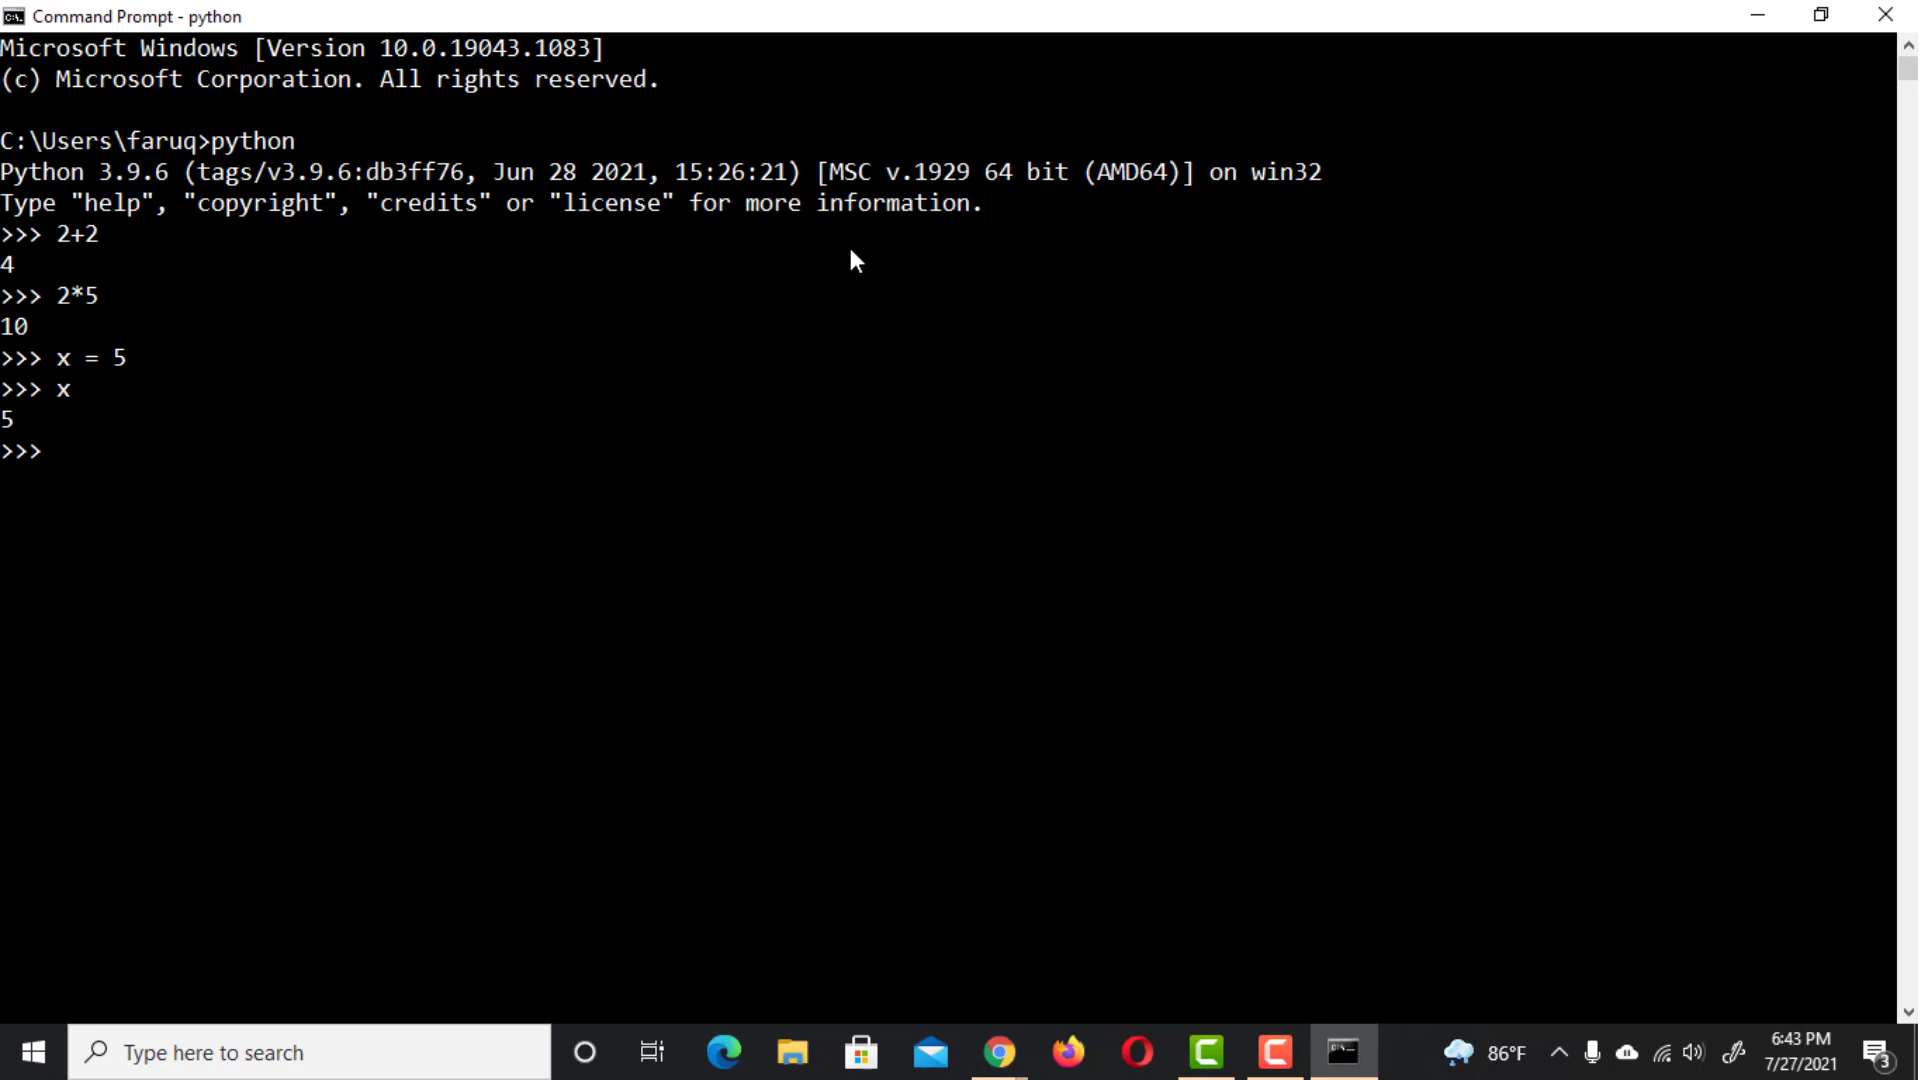 Command Prompt - python
Microsoft Windows [Version 10.0.19043.1083]
(c) Microsoft Corporation. All rights reserved.
C:\Users\faruq>python
Python 3.9.6 (tags/v3.9.6:db3ff76, Jun 28 2021, 15:26:21) [MSC v.1929 64 bit (AMD64)] on win32
Type "help", "copyright", "credits" or "license" for more information.
>>> 2+2
4
>>> 2*5
10
>>> x = 5
>>> x
5
>>>
Type here to search
86°F
6:43 PM
7/27/2021
3